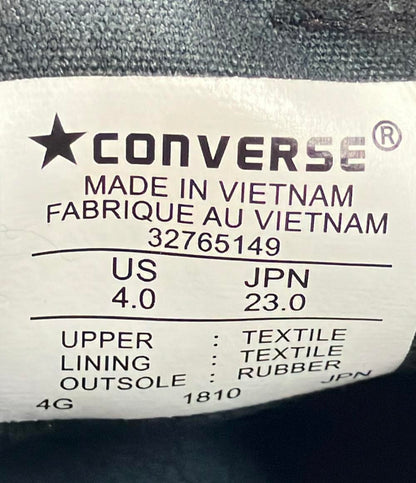 ★CONVERSE®
MADE IN VIETNAM
FABRIQUE AU VIETNAM
32765149
US JPN
4.0 23.0
UPPER : TEXTILE
LINING : TEXTILE
OUTSOLE : RUBBER
4G 1810 JPN